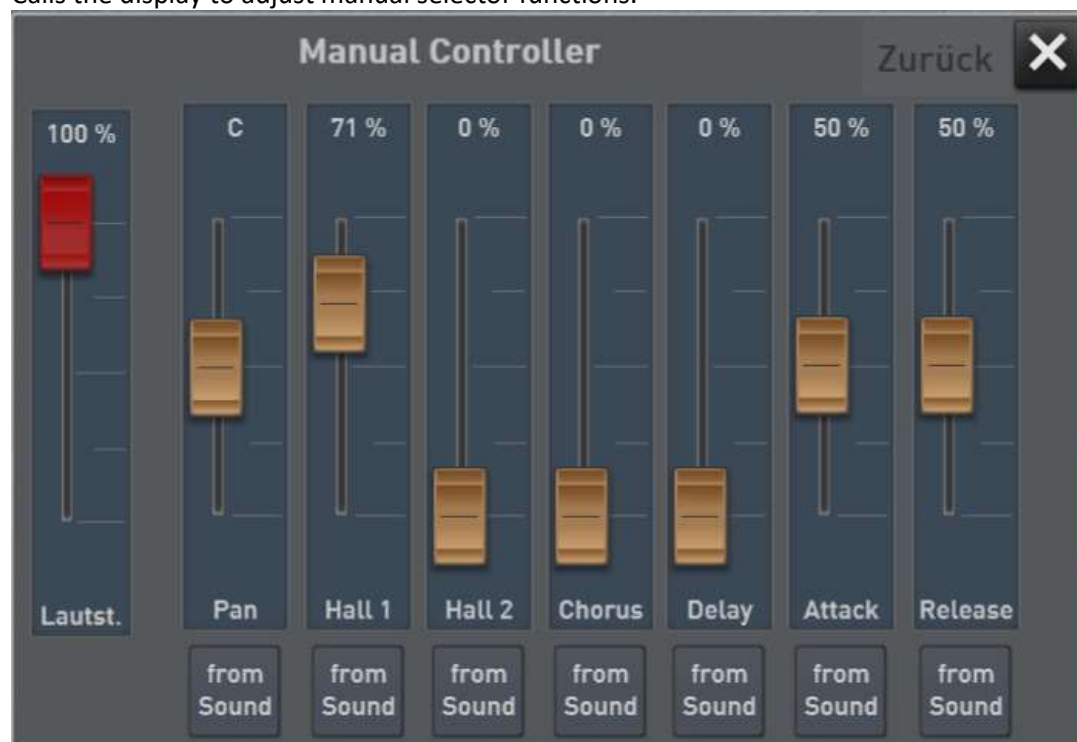 Calls the display to adjust manual selector functions.
Manual Controller
Zurück
100 %
C
71 %
0 %
0 %
0 %
50 %
50 %
Lautst.
Pan
Hall 1
Hall 2
Chorus
Delay
Attack
Release
from
Sound
from
Sound
from
Sound
from
Sound
from
Sound
from
Sound
from
Sound